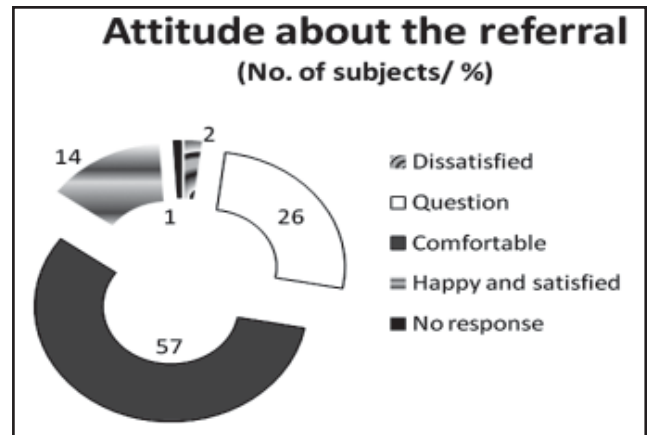 Attitude about the referral
(No. of subjects/ %)
2
14
1
26
57
Dissatisfied
Question
Comfortable
Happy and satisfied
No response